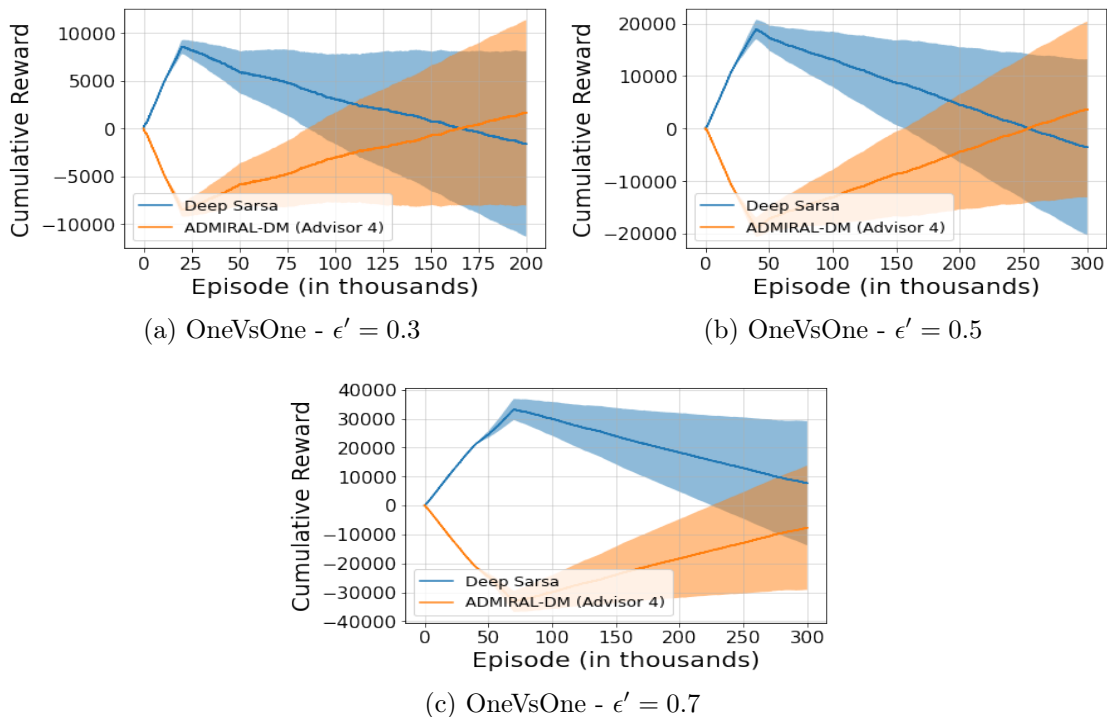 10000
5000
0
−5000
−10000
Cumulative Reward
Deep Sarsa
ADMIRAL-DM (Advisor 4)
0 25 50 75 100 125 150 175 200
Episode (in thousands)
(a) OneVsOne - ϵ′ = 0.3
20000
10000
0
−10000
−20000
Cumulative Reward
Deep Sarsa
ADMIRAL-DM (Advisor 4)
0 50 100 150 200 250 300
Episode (in thousands)
(b) OneVsOne - ϵ′ = 0.5
40000
30000
20000
10000
0
−10000
−20000
−30000
−40000
Cumulative Reward
Deep Sarsa
ADMIRAL-DM (Advisor 4)
0 50 100 150 200 250 300
Episode (in thousands)
(c) OneVsOne - ϵ′ = 0.7